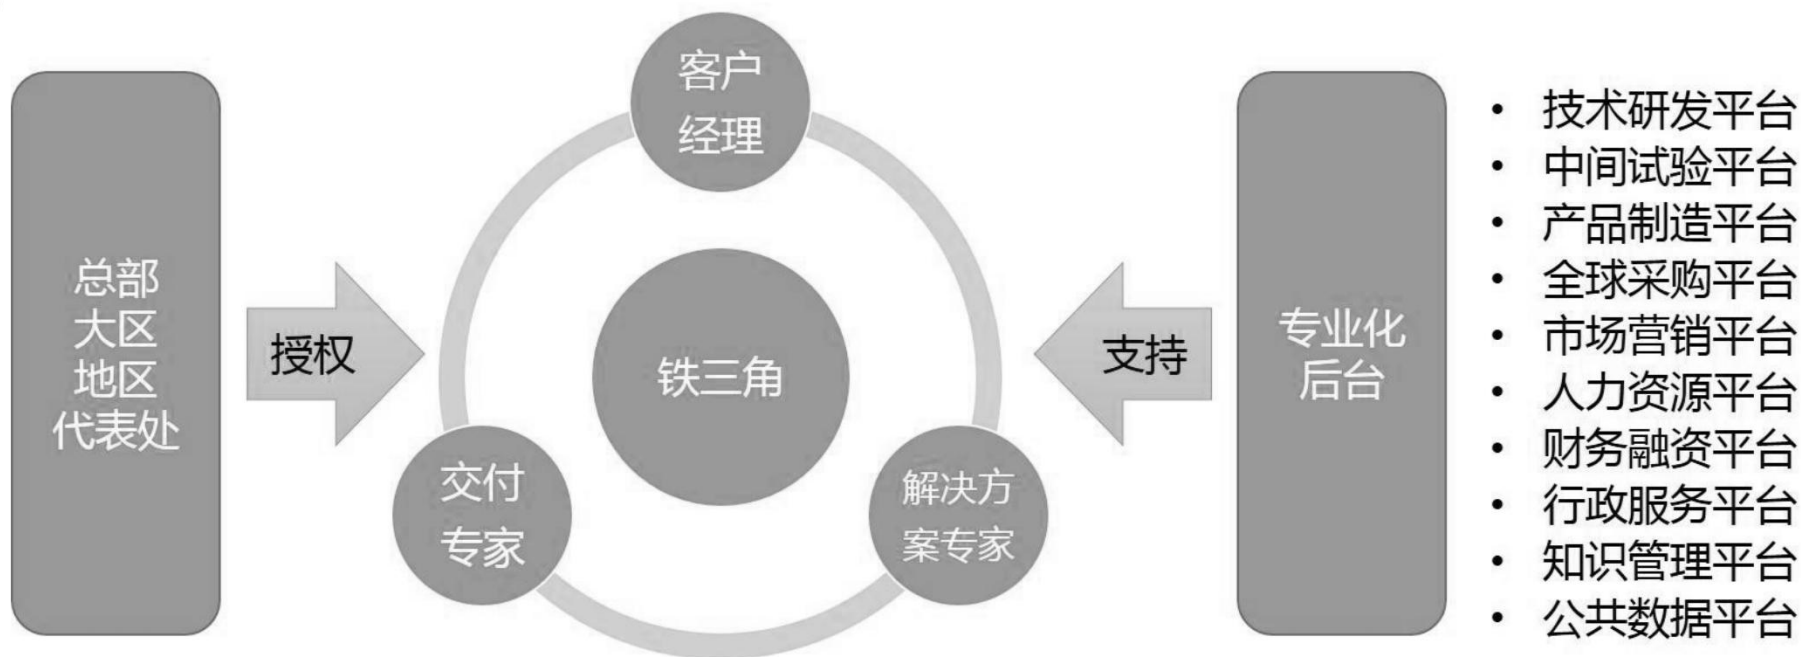 总部
大区
地区
代表处
授权
客户
经理
铁三角
交付
专家
解决方
案专家
支持
专业化
后台
• 技术研发平台
• 中间试验平台
• 产品制造平台
• 全球采购平台
• 市场营销平台
• 人力资源平台
• 财务融资平台
• 行政服务平台
• 知识管理平台
• 公共数据平台